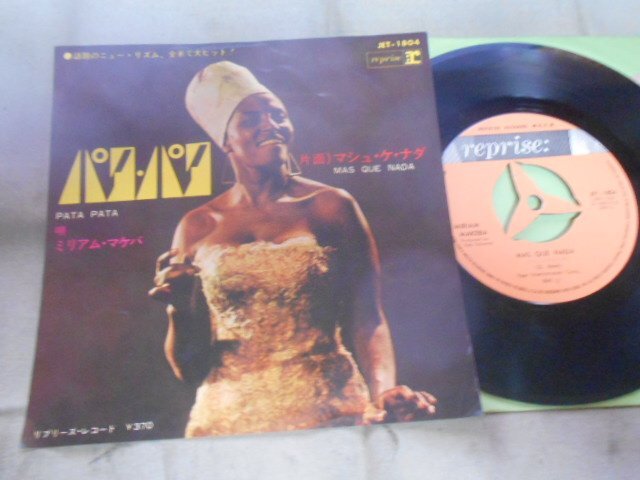 ●話題のニュー・リズム、全米で大ヒット!
JET-1804
reprise r
パタ・パタ
PATA PATA
唄
ミリアム・マケバ
片面)マシュ・ケ・ナダ
MAS QUE NADA
リプリーズ・レコード ¥370
reprise:
MIRIAM
MAKEBA
MAS QUE NADA